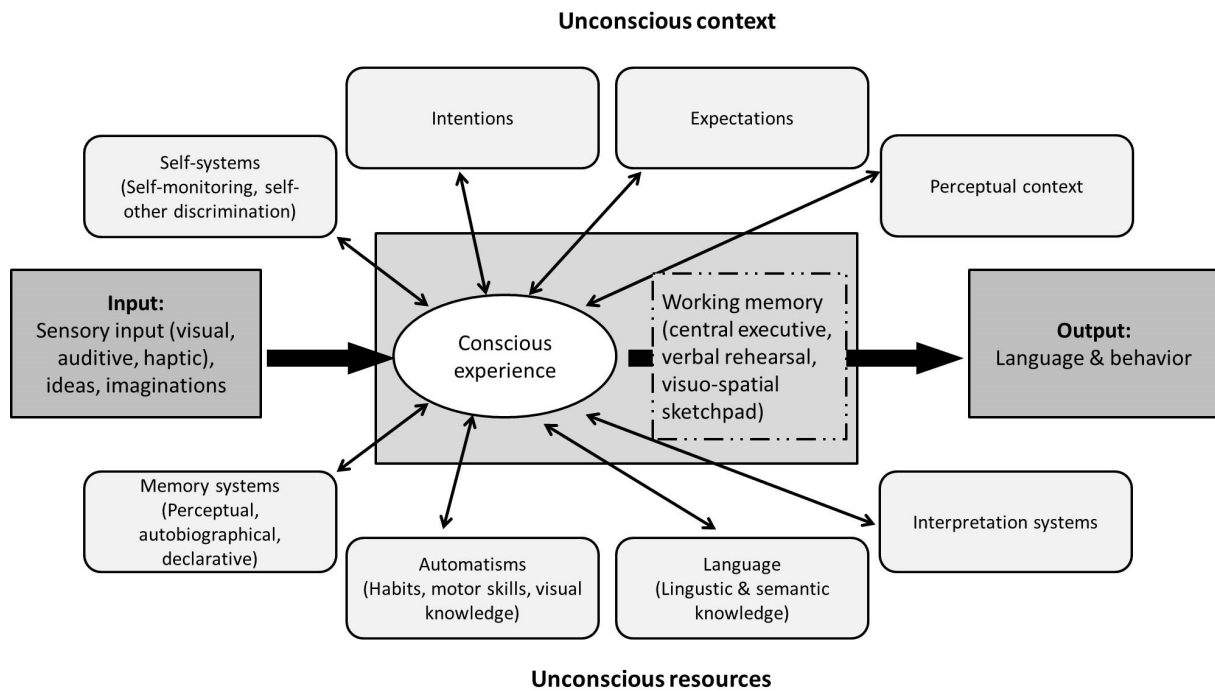 Unconscious context
Intentions
Expectations
Self-systems
(Self-monitoring, self-
other discrimination)
Perceptual context
Input:
Sensory input (visual,
auditive, haptic),
ideas, imaginations
Conscious
experience
Working memory
(central executive,
verbal rehearsal,
visuo-spatial
sketchpad)
Output:
Language & behavior
Memory systems
(Perceptual,
autobiographical,
declarative)
Automatisms
(Habits, motor skills, visual
knowledge)
Language
(Lingustic & semantic
knowledge)
Interpretation systems
Unconscious resources